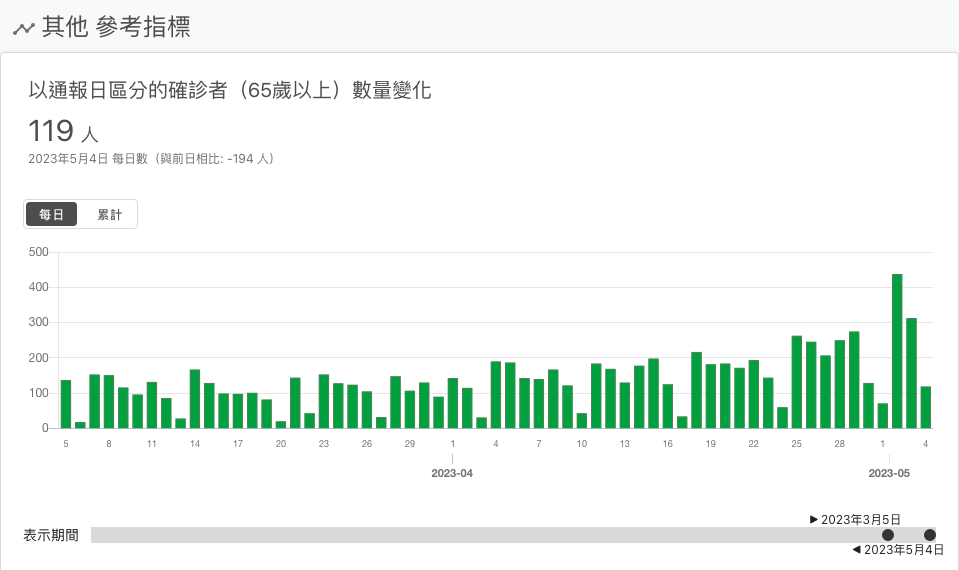 其他 參考指標
以通報日區分的確診者（65歲以上）數量變化
119 人
2023年5月4日 每日數（與前日相比: -194 人）
每日 累計
500
400
300
200
100
0
5 8 11 14 17 20 23 26 29 1 4 7 10 13 16 19 22 25 28 1 4
2023-04 2023-05
▶ 2023年3月5日
表示期間
◀ 2023年5月4日